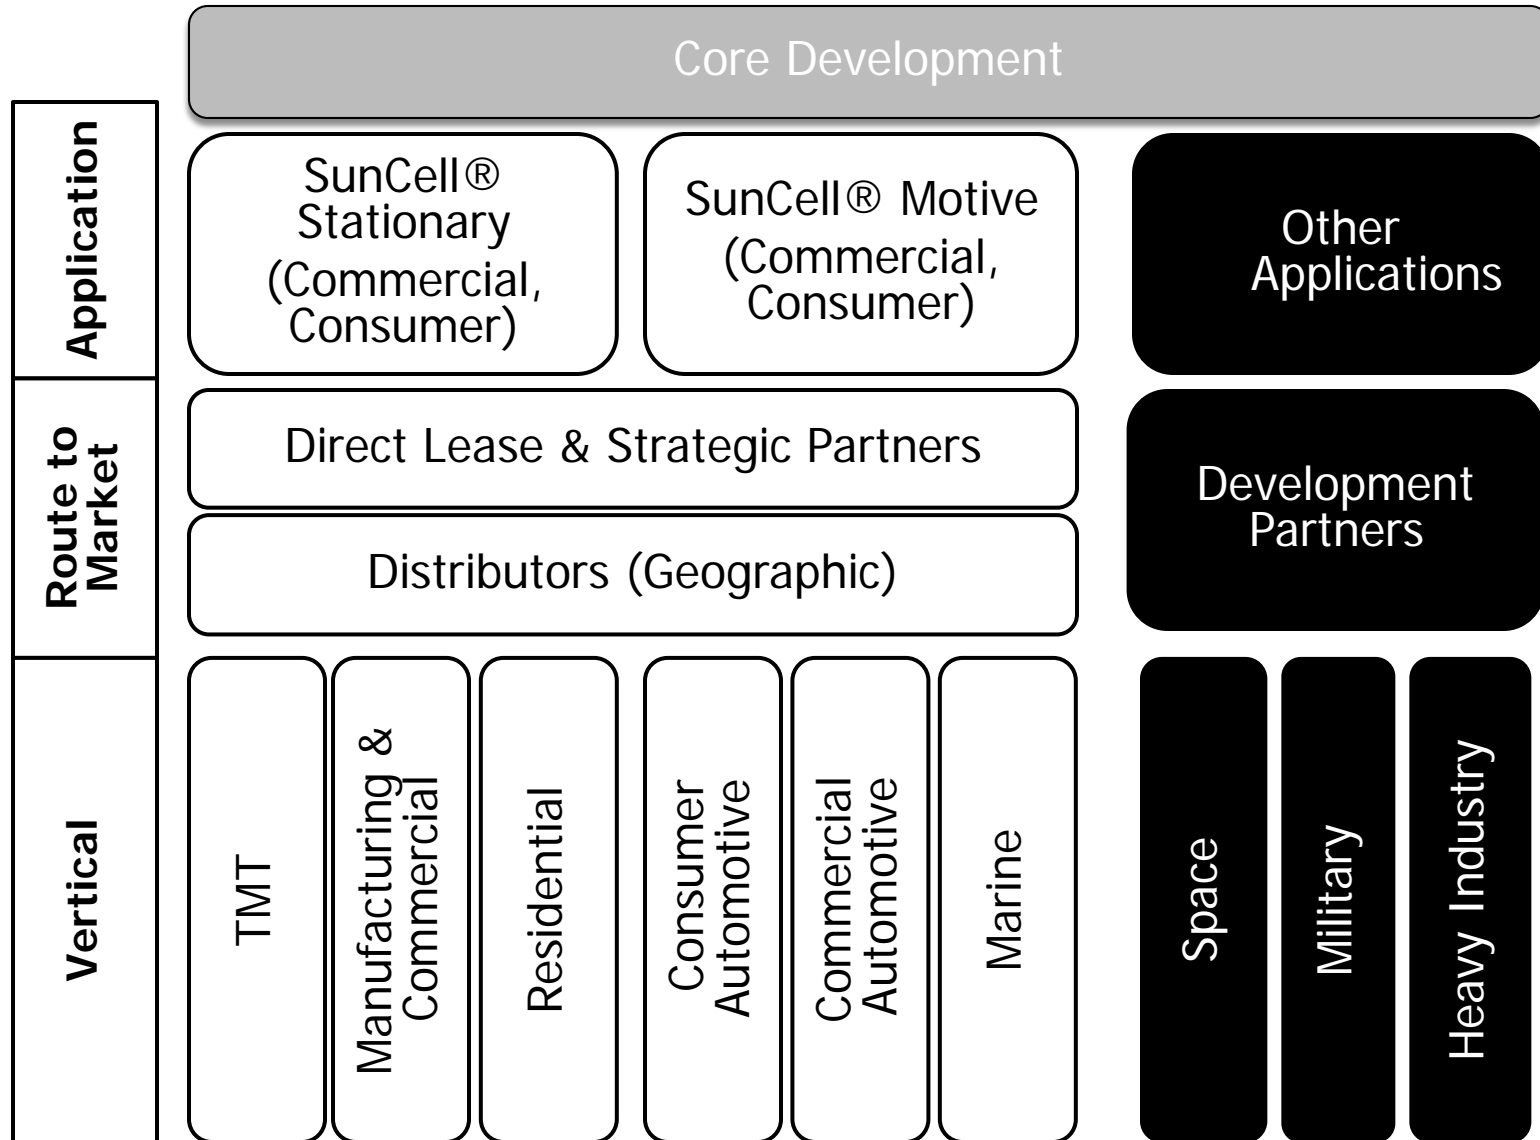 Core Development
Application
SunCell®
Stationary
(Commercial,
Consumer)
SunCell® Motive
(Commercial,
Consumer)
Other
Applications
Route to
Market
Direct Lease & Strategic Partners
Distributors (Geographic)
Development
Partners
Vertical
TMT
Manufacturing &
Commercial
Residential
Consumer
Automotive
Commercial
Automotive
Marine
Space
Military
Heavy Industry